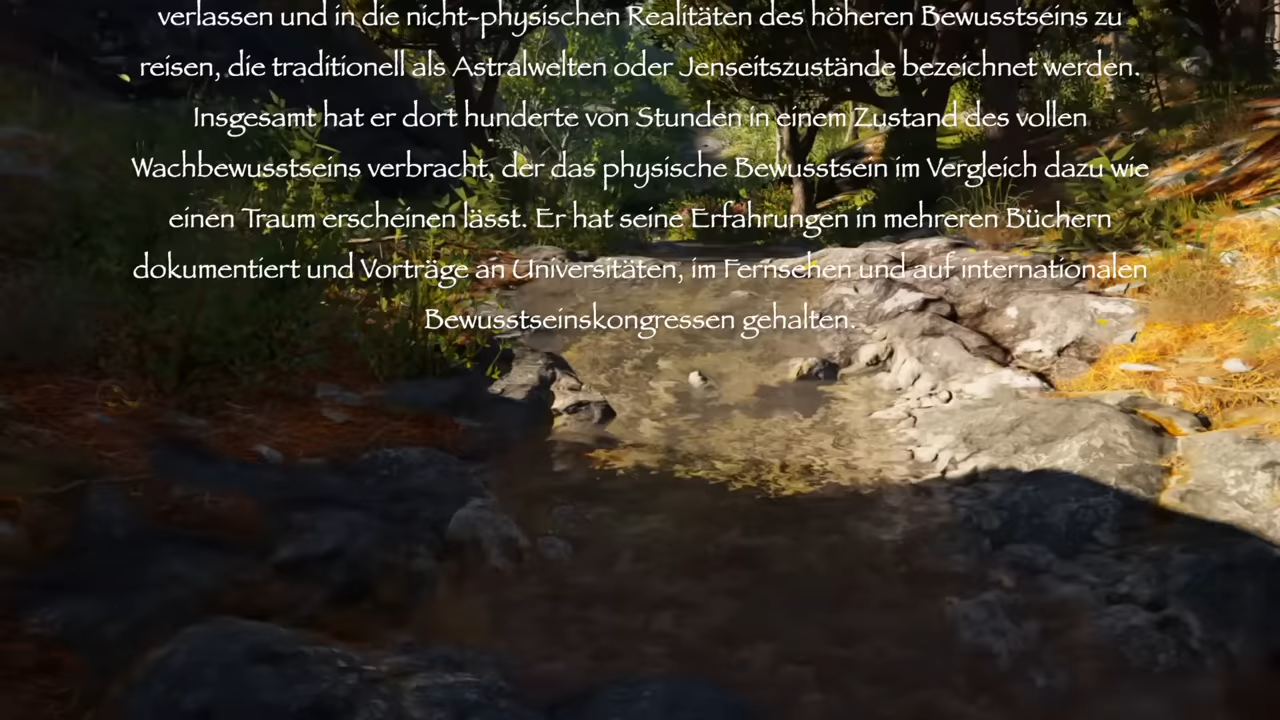 verlassen und in die nicht-physischen Realitäten des höheren Bewusstseins zu
reisen, die traditionell als Astralwelten oder Jenseitszustände bezeichnet werden.
Insgesamt hat er dort hunderte von Stunden in einem Zustand des vollen
Wachbewusstseins verbracht, der das physische Bewusstsein im Vergleich dazu wie
einen Traum erscheinen lässt. Er hat seine Erfahrungen in mehreren Büchern
dokumentiert und Vorträge an Universitäten, im Fernsehen und auf internationalen
Bewusstseinskongressen gehalten.